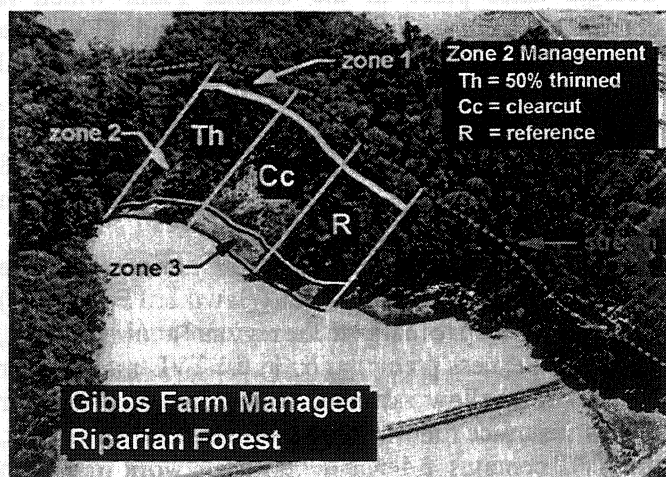 zone 1
Zone 2 Management
Th = 50% thinned
Cc = clearcut
R = reference
zone 2
Th
Cc
R
zone 3
Gibbs Farm Managed
Riparian Forest